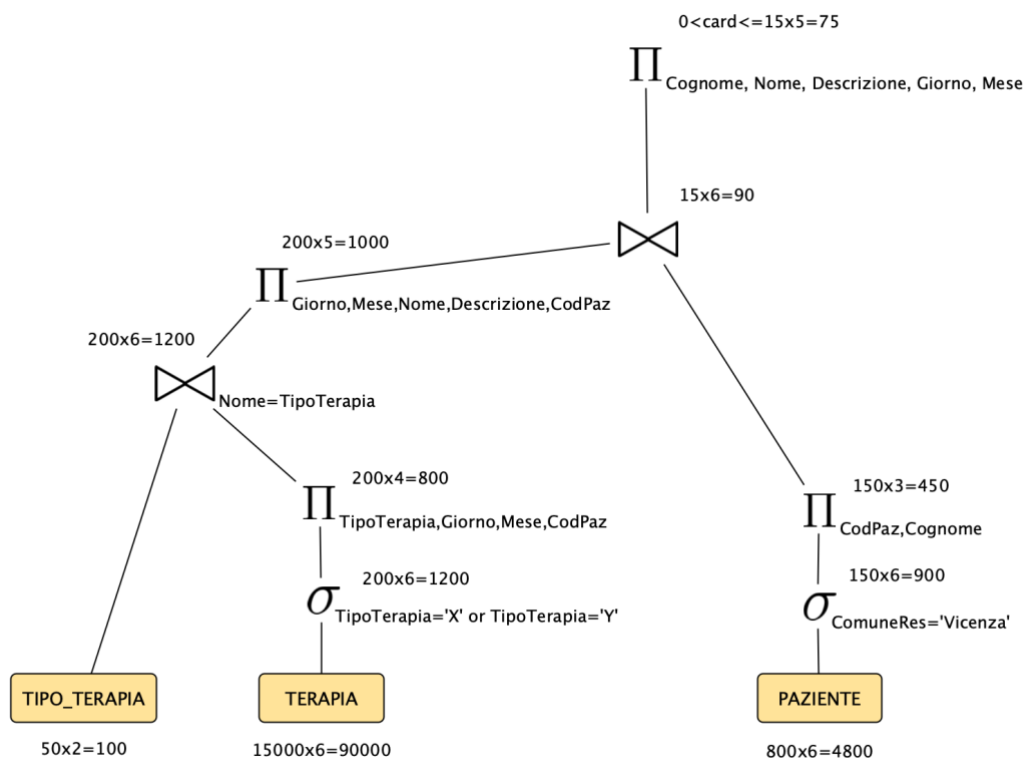 0<card<=15x5=75
∏ Cognome, Nome, Descrizione, Giorno, Mese
15x6=90
200x5=1000
∏ Giorno,Mese,Nome,Descrizione,CodPaz
200x6=1200
Nome=TipoTerapia
200x4=800
∏ TipoTerapia,Giorno,Mese,CodPaz
150x3=450
∏ CodPaz,Cognome
200x6=1200
σ TipoTerapia='X' or TipoTerapia='Y'
150x6=900
σ ComuneRes='Vicenza'
TIPO_TERAPIA
TERAPIA
PAZIENTE
50x2=100
15000x6=90000
800x6=4800